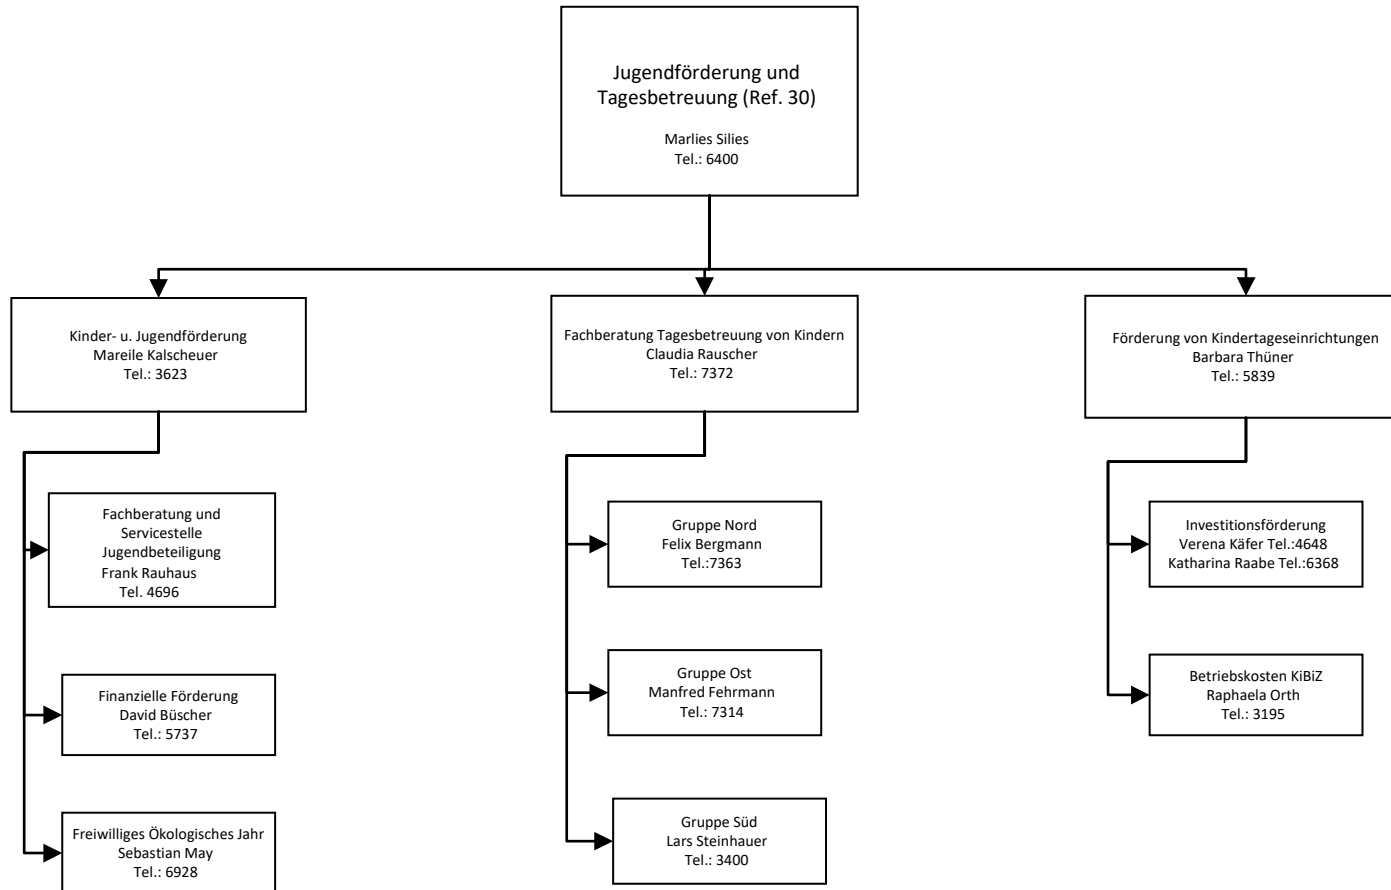 Jugendförderung und
Tagesbetreuung (Ref. 30)
Marlies Silies
Tel.: 6400
Kinder- u. Jugendförderung
Mareile Kalscheuer
Tel.: 3623
Fachberatung und
Servicestelle
Jugendbeteiligung
Frank Rauhaus
Tel. 4696
Finanzielle Förderung
David Büscher
Tel.: 5737
Freiwilliges Ökologisches Jahr
Sebastian May
Tel.: 6928
Fachberatung Tagesbetreuung von Kindern
Claudia Rauscher
Tel.: 7372
Gruppe Nord
Felix Bergmann
Tel.:7363
Gruppe Ost
Manfred Fehrmann
Tel.: 7314
Gruppe Süd
Lars Steinhauer
Tel.: 3400
Förderung von Kindertageseinrichtungen
Barbara Thüner
Tel.: 5839
Investitionsförderung
Verena Käfer Tel.:4648
Katharina Raabe Tel.:6368
Betriebskosten KiBiZ
Raphaela Orth
Tel.: 3195